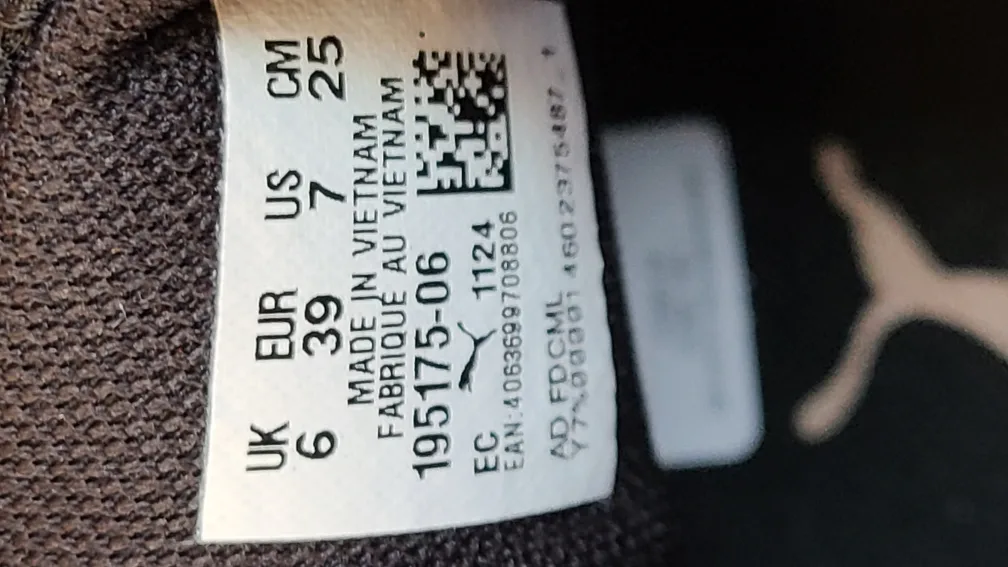 UK EUR US CM
6 39 7 25
MADE IN VIETNAM
FABRIQUE AU VIETNAM
195175-06
EC 1124
EAN:4063699708806
AD FDCML